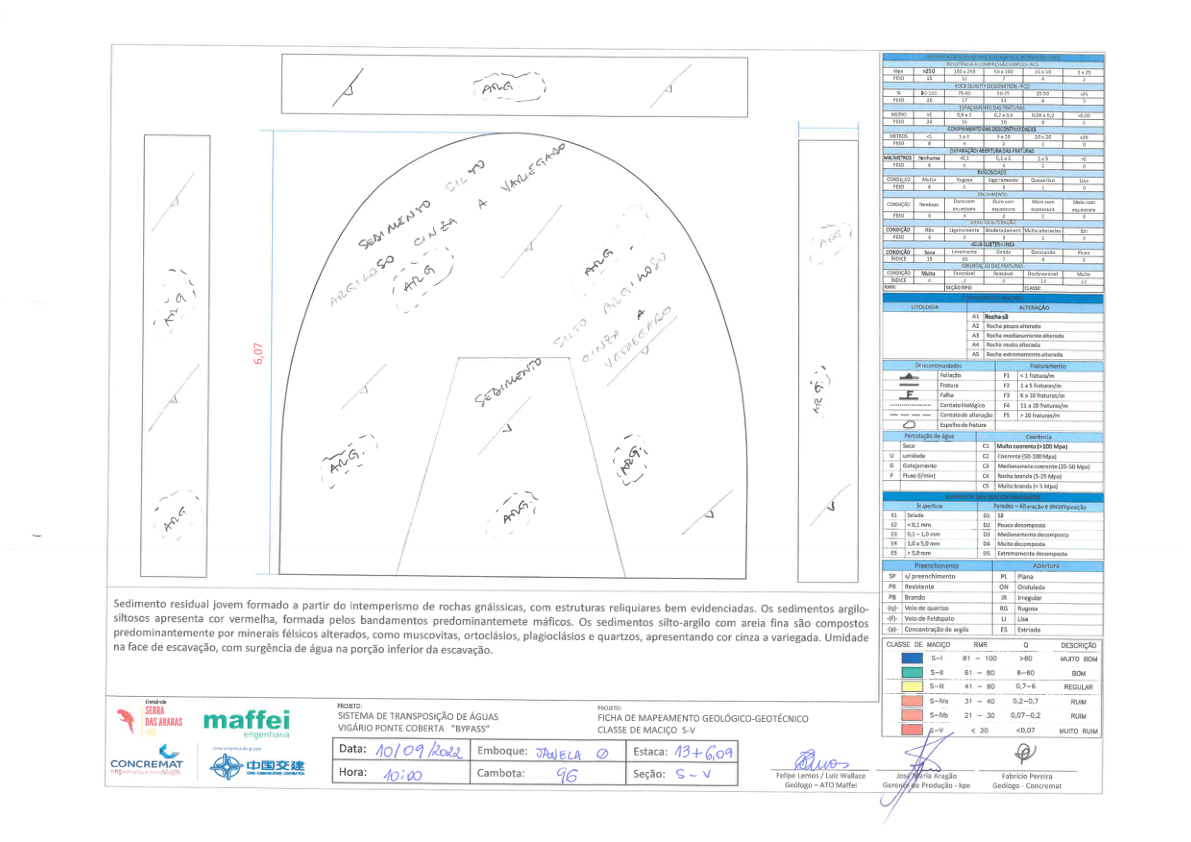 ARG
ARG
ARG
SILTO
VARIEGADO
SEDIMENTO
CINZA A
ARGILOSO
ARG
ARG
SILTO ARGILOSO
CINZA A
VARIEGADO
SEDIMENTO
ARG
ARG
ARG
ARG
ARG
ARG
6,07
RESISTÊNCIA A COMPRESSÃO SIMPLES - RCS
Mpa >250 100 a 250 50 a 100 25 a 50 5 a 25
PESO 15 12 7 4 2
ROCK QUALITY DESIGNATION - RQD
% 90-100 75-90 50-75 25-50 <25
PESO 20 17 13 8 3
ESPAÇAMENTO DAS FRATURAS
METRO >2 0,6 a 2 0,2 a 0,6 0,06 a 0,2 <0,06
PESO 20 15 10 8 5
COMPRIMENTO DAS DESCONTINUIDADES
METROS <1 1 a 3 3 a 10 10 a 20 >20
PESO 6 4 2 1 0
(SEPARAÇÃO) ABERTURA DAS FRATURAS
MILÍMETROS Nenhuma <0,1 0,1 a 1 1 a 5 >5
PESO 6 5 4 1 0
RUGOSIDADE
CONDIÇÃO Muito Rugosa Ligeiramente Quase liso Liso
PESO 6 5 3 1 0
ENCHIMENTO
CONDIÇÃO Nenhum Duro com espessura Duro com espessura Mole com espessura Mole com espessura
PESO 6 4 2 2 0
GRAU DE ALTERAÇÃO
CONDIÇÃO Não Ligeiramente Moderadament Muito alteradas Em
PESO 6 5 3 1 0
ÁGUA SUBTERRÂNEA
CONDIÇÃO Seco Levemente Úmido Gotejando Fluxo
ÍNDICE 15 10 7 4 0
ORIENTAÇÃO DAS FRATURAS
CONDIÇÃO Muito Favorável Razoável Desfavorável Muito
ÍNDICE 0 -2 -5 -10 -12
RMR: SEÇÃO TIPO: CLASSE:
LITOLOGIA ALTERAÇÃO
A1 Rocha sã
A2 Rocha pouco alterada
A3 Rocha medianamente alterada
A4 Rocha muito alterada
A5 Rocha extremamente alterada
Discontinuidades Fraturamento
Foliação F1 < 1 fratura/m
Fratura F2 1 a 5 fraturas/m
F Falha F3 6 a 10 fraturas/m
Contato litológico F4 11 a 20 fraturas/m
Contato de alteração F5 > 20 fraturas/m
Espelho de fratura
Percolação de água Coerência
Seco C1 Muito coerente (>100 Mpa)
U umidade C2 Coerente (50-100 Mpa)
G Gotejamento C3 Medianamete coerente (25-50 Mpa)
F Fluxo (l/min) C4 Rocha branda (5-25 Mpa)
C5 Muito branda (< 5 Mpa)
Superfície Paredes – Alteração e decomposição
E1 Selada D1 Sã
E2 < 0,1 mm D2 Pouco decomposta
E3 0,1 – 1,0 mm D3 Medianamente decomposta
E4 1,0 a 5,0 mm D4 Muito decomposta
E5 > 5,0 mm D5 Extremamente decomposta
Preenchimento Abertura
SP s/ preenchimento PL Plana
PR Resistente ON Ondulada
PB Brando IR Irregular
-(q)- Veio de quartzo RG Rugosa
-(f)- Veio de Feldspato LI Lisa
-(a)- Concentração de argila ES Estriada
CLASSE DE MACIÇO RMR Q DESCRIÇÃO
S-I 81 - 100 >60 MUITO BOM
S-II 61 - 80 6-60 BOM
S-III 41 - 60 0,7-6 REGULAR
S-IVa 31 - 40 0,2-0,7 RUIM
S-IVb 21 - 30 0,07-0,2 RUIM
S-V < 20 <0,07 MUITO RUIM
Sedimento residual jovem formado a partir do intemperismo de rochas gnáissicas, com estruturas reliquiares bem evidenciadas. Os sedimentos argilo-
siltosos apresenta cor vermelha, formada pelos bandamentos predominantemete máficos. Os sedimentos silto-argilo com areia fina são compostos
predominantemente por minerais félsicos alterados, como muscovitas, ortoclásios, plagioclásios e quartzos, apresentando cor cinza a variegada. Umidade
na face de escavação, com surgência de água na porção inferior da escavação.
Consórcio
SERRA
DAS ARARAS
maffei
engenharia
CONCREMAT
engenharia e tecnologia
Uma empresa do grupo
中国交建
PROJETO:
SISTEMA DE TRANSPOSIÇÃO DE ÁGUAS
VIGÁRIO PONTE COBERTA "BYPASS"
PROJETO:
FICHA DE MAPEAMENTO GEOLÓGICO-GEOTÉCNICO
CLASSE DE MACIÇO S-V
Data: 10/09/2022 Emboque: JANELA Ø Estaca: 13+6,09
Hora: 10:00 Cambota: 96 Seção: S-V
Felipe Lemos / Luiz Wallace
Geólogo – ATO Maffei
José Maria Aragão
Gerente de Produção - kpe
Fabrício Pereira
Geólogo - Concremat